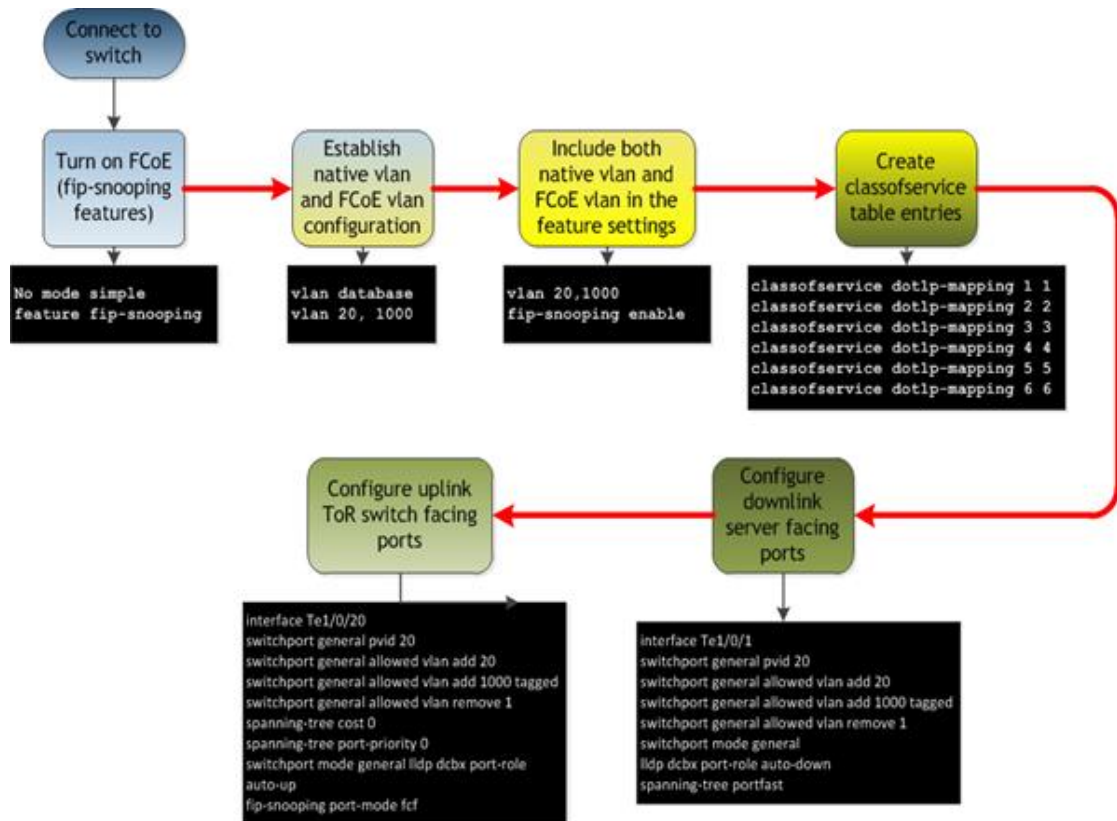 Connect to
switch
Turn on FCoE
(fip-snooping
features)
No mode simple
feature fip-snooping
Establish
native vlan
and FCoE vlan
configuration
vlan database
vlan 20, 1000
Include both
native vlan and
FCoE vlan in the
feature settings
vlan 20,1000
fip-snooping enable
Create
classofservice
table entries
classofservice dot1p-mapping 1 1
classofservice dot1p-mapping 2 2
classofservice dot1p-mapping 3 3
classofservice dot1p-mapping 4 4
classofservice dot1p-mapping 5 5
classofservice dot1p-mapping 6 6
Configure
downlink
server facing
ports
interface Te1/0/1
switchport general pvid 20
switchport general allowed vlan add 20
switchport general allowed vlan add 1000 tagged
switchport general allowed vlan remove 1
switchport mode general
lldp dcbx port-role auto-down
spanning-tree portfast
Configure uplink
ToR switch facing
ports
interface Te1/0/20
switchport general pvid 20
switchport general allowed vlan add 20
switchport general allowed vlan add 1000 tagged
switchport general allowed vlan remove 1
spanning-tree cost 0
spanning-tree port-priority 0
switchport mode general lldp dcbx port-role
auto-up
fip-snooping port-mode fcf